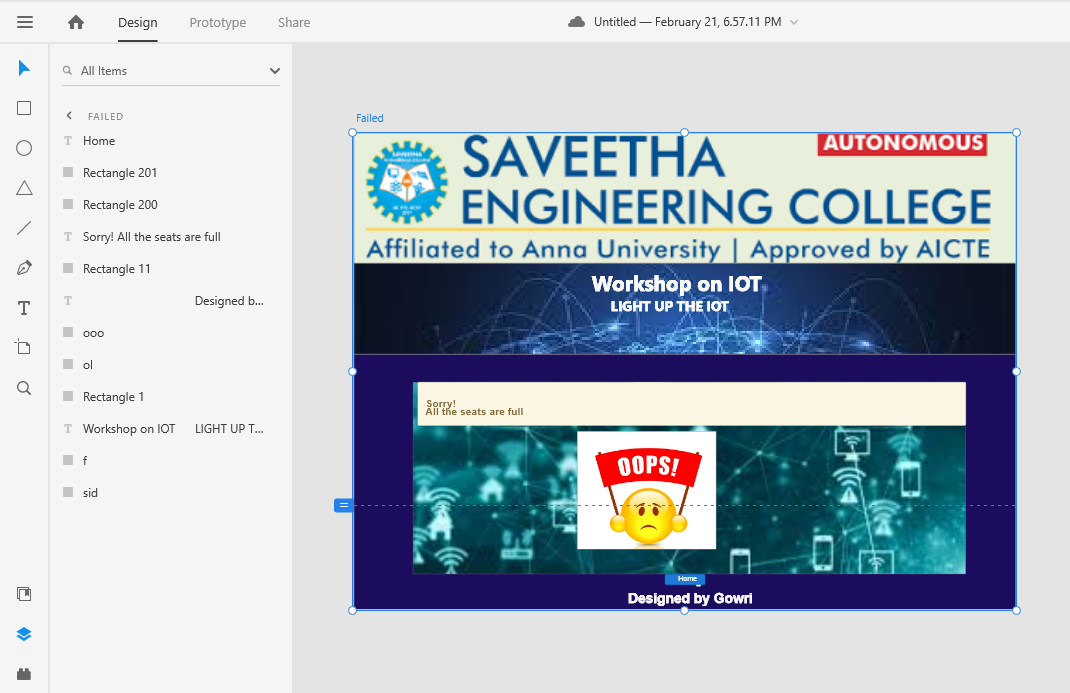 Design
Prototype
Share
Untitled — February 21, 6.57.11 PM
All Items
FAILED
Home
Rectangle 201
Rectangle 200
Sorry! All the seats are full
Rectangle 11
Designed b...
ooo
ol
Rectangle 1
Workshop on IOT LIGHT UP T...
f
sid
Failed
AUTONOMOUS
SAVEETHA
ENGINEERING COLLEGE
Affiliated to Anna University | Approved by AICTE
SAVEETHA
Workshop on IOT
LIGHT UP THE IOT
Sorry!
All the seats are full
OOPS!
Home
Designed by Gowri